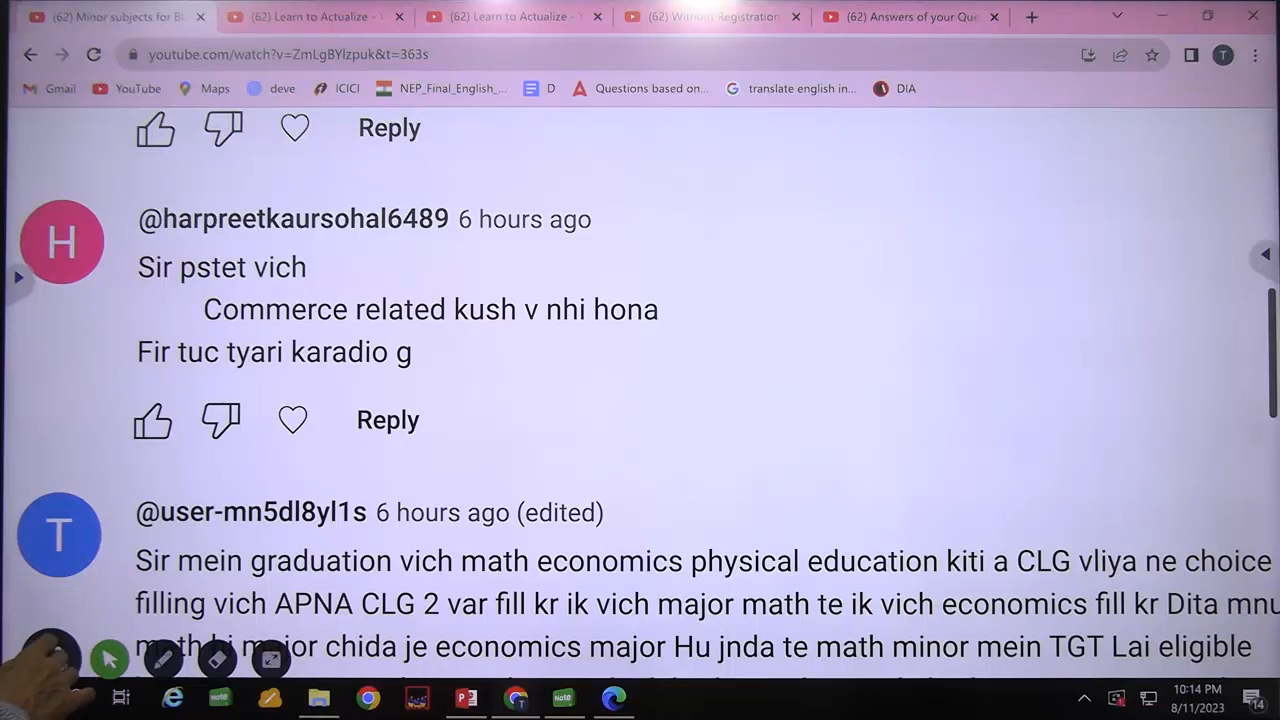 (62) Minor subjects for B
(62) Learn to Actualize -
(62) Learn to Actualize -
(62) Without Registration
(62) Answers of your Que
youtube.com/watch?v=ZmLgBYlzpuk&t=363s
T
Gmail
YouTube
Maps
deve
ICICI
NEP_Final_English_...
D
Questions based on...
translate english in...
DIA
Reply
H
@harpreetkaursohal6489 6 hours ago
Sir pstet vich
Commerce related kush v nhi hona
Fir tuc tyari karadio g
Reply
T
@user-mn5dl8yl1s 6 hours ago (edited)
Sir mein graduation vich math economics physical education kiti a CLG vliya ne choice
filling vich APNA CLG 2 var fill kr ik vich major math te ik vich economics fill kr Dita mnu
math hi major chida je economics major Hu jnda te math minor mein TGT Lai eligible
Note
Note
10:14 PM
8/11/2023
14